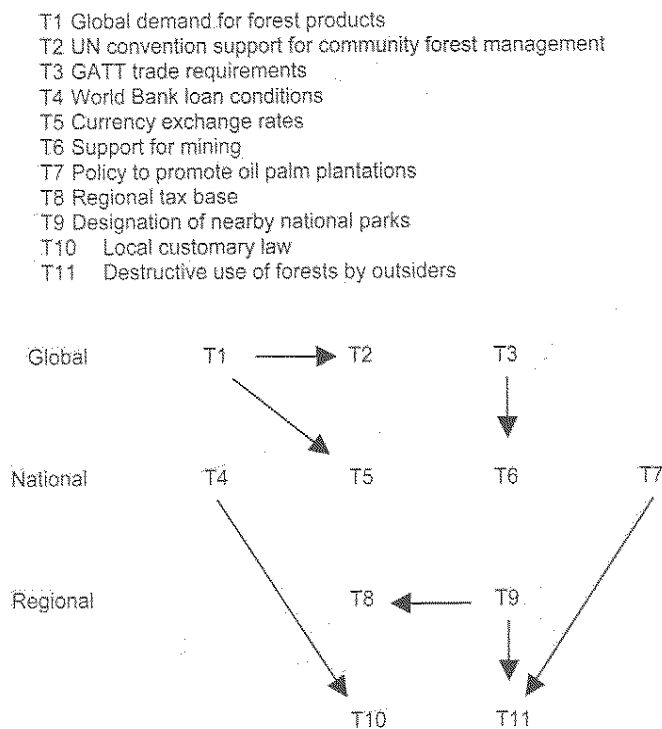 T1 Global demand for forest products
T2 UN convention support for community forest management
T3 GATT trade requirements
T4 World Bank loan conditions
T5 Currency exchange rates
T6 Support for mining
T7 Policy to promote oil palm plantations
T8 Regional tax base
T9 Designation of nearby national parks
T10 Local customary law
T11 Destructive use of forests by outsiders
Global T1 T2 T3
National T4 T5 T6 T7
Regional T8 T9
T10 T11